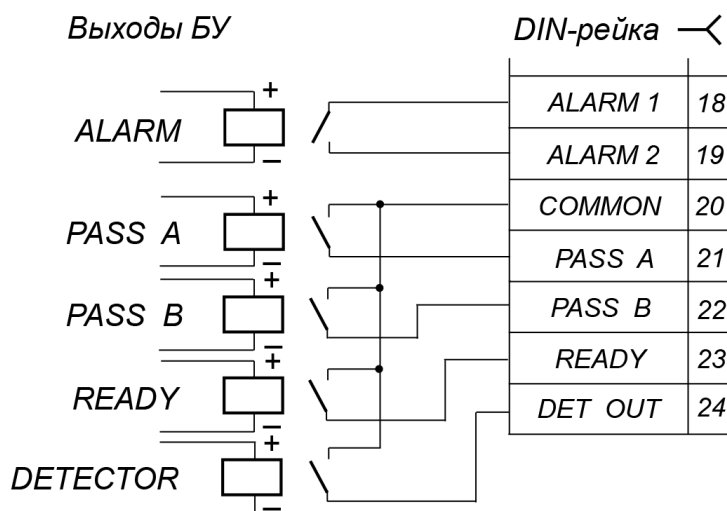 Выходы БУ
DIN-рейка
ALARM
+
−
PASS A
+
−
PASS B
+
−
READY
+
−
DETECTOR
+
−
ALARM 1 18
ALARM 2 19
COMMON 20
PASS A 21
PASS B 22
READY 23
DET OUT 24